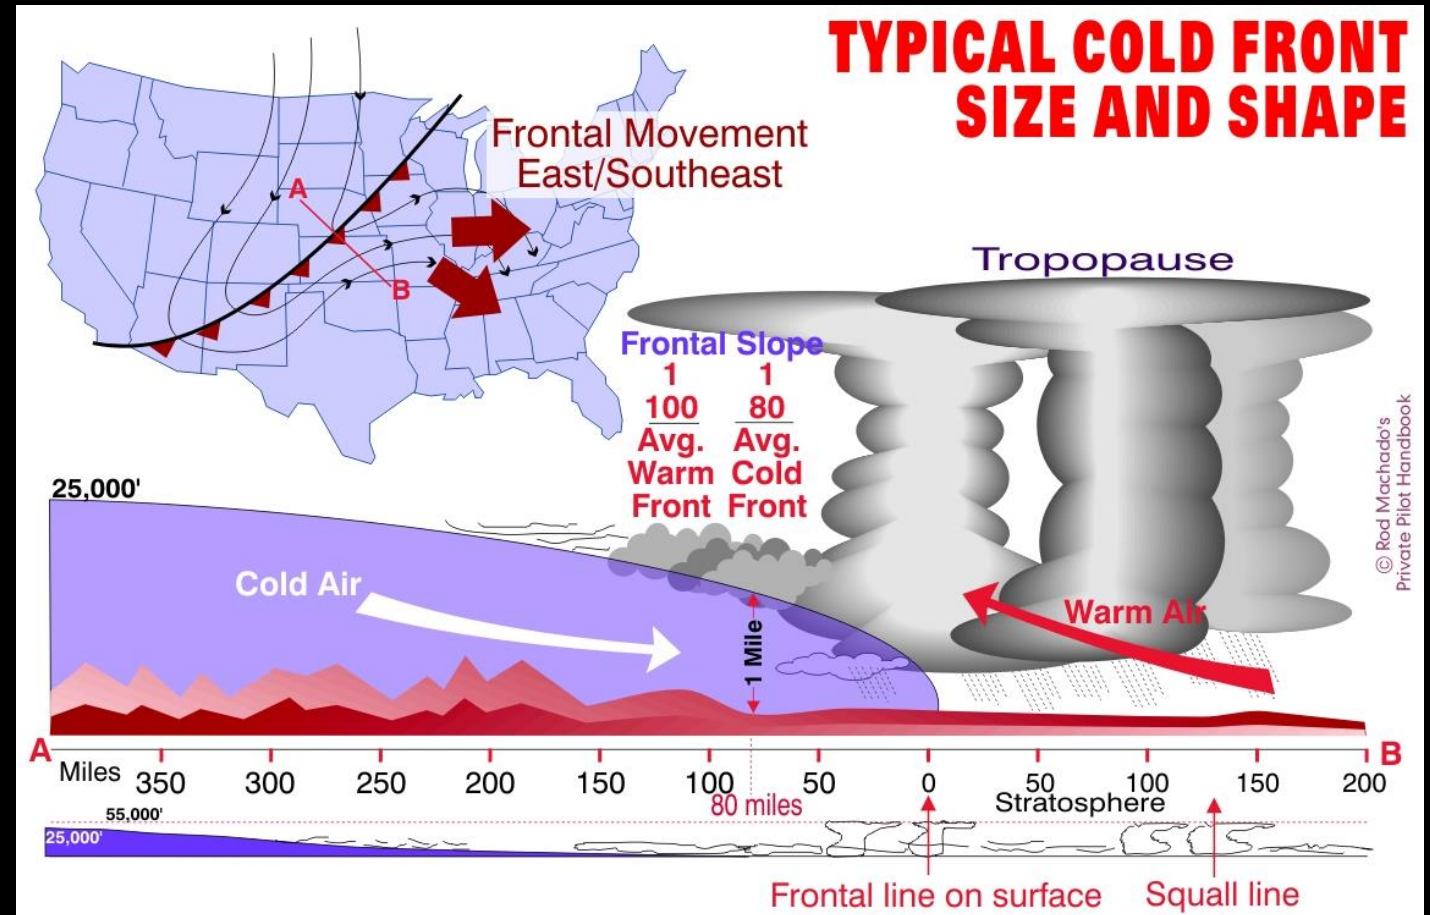 TYPICAL COLD FRONT
SIZE AND SHAPE
Frontal Movement
East/Southeast
A
B
Tropopause
Frontal Slope
1 1
100 80
Avg. Avg.
Warm Cold
Front Front
© Rod Machado's
Private Pilot Handbook
25,000'
Cold Air
1 Mile
Warm Air
A B
Miles 350 300 250 200 150 100 50 0 50 100 150 200
80 miles
Stratosphere
55,000'
25,000'
Frontal line on surface Squall line